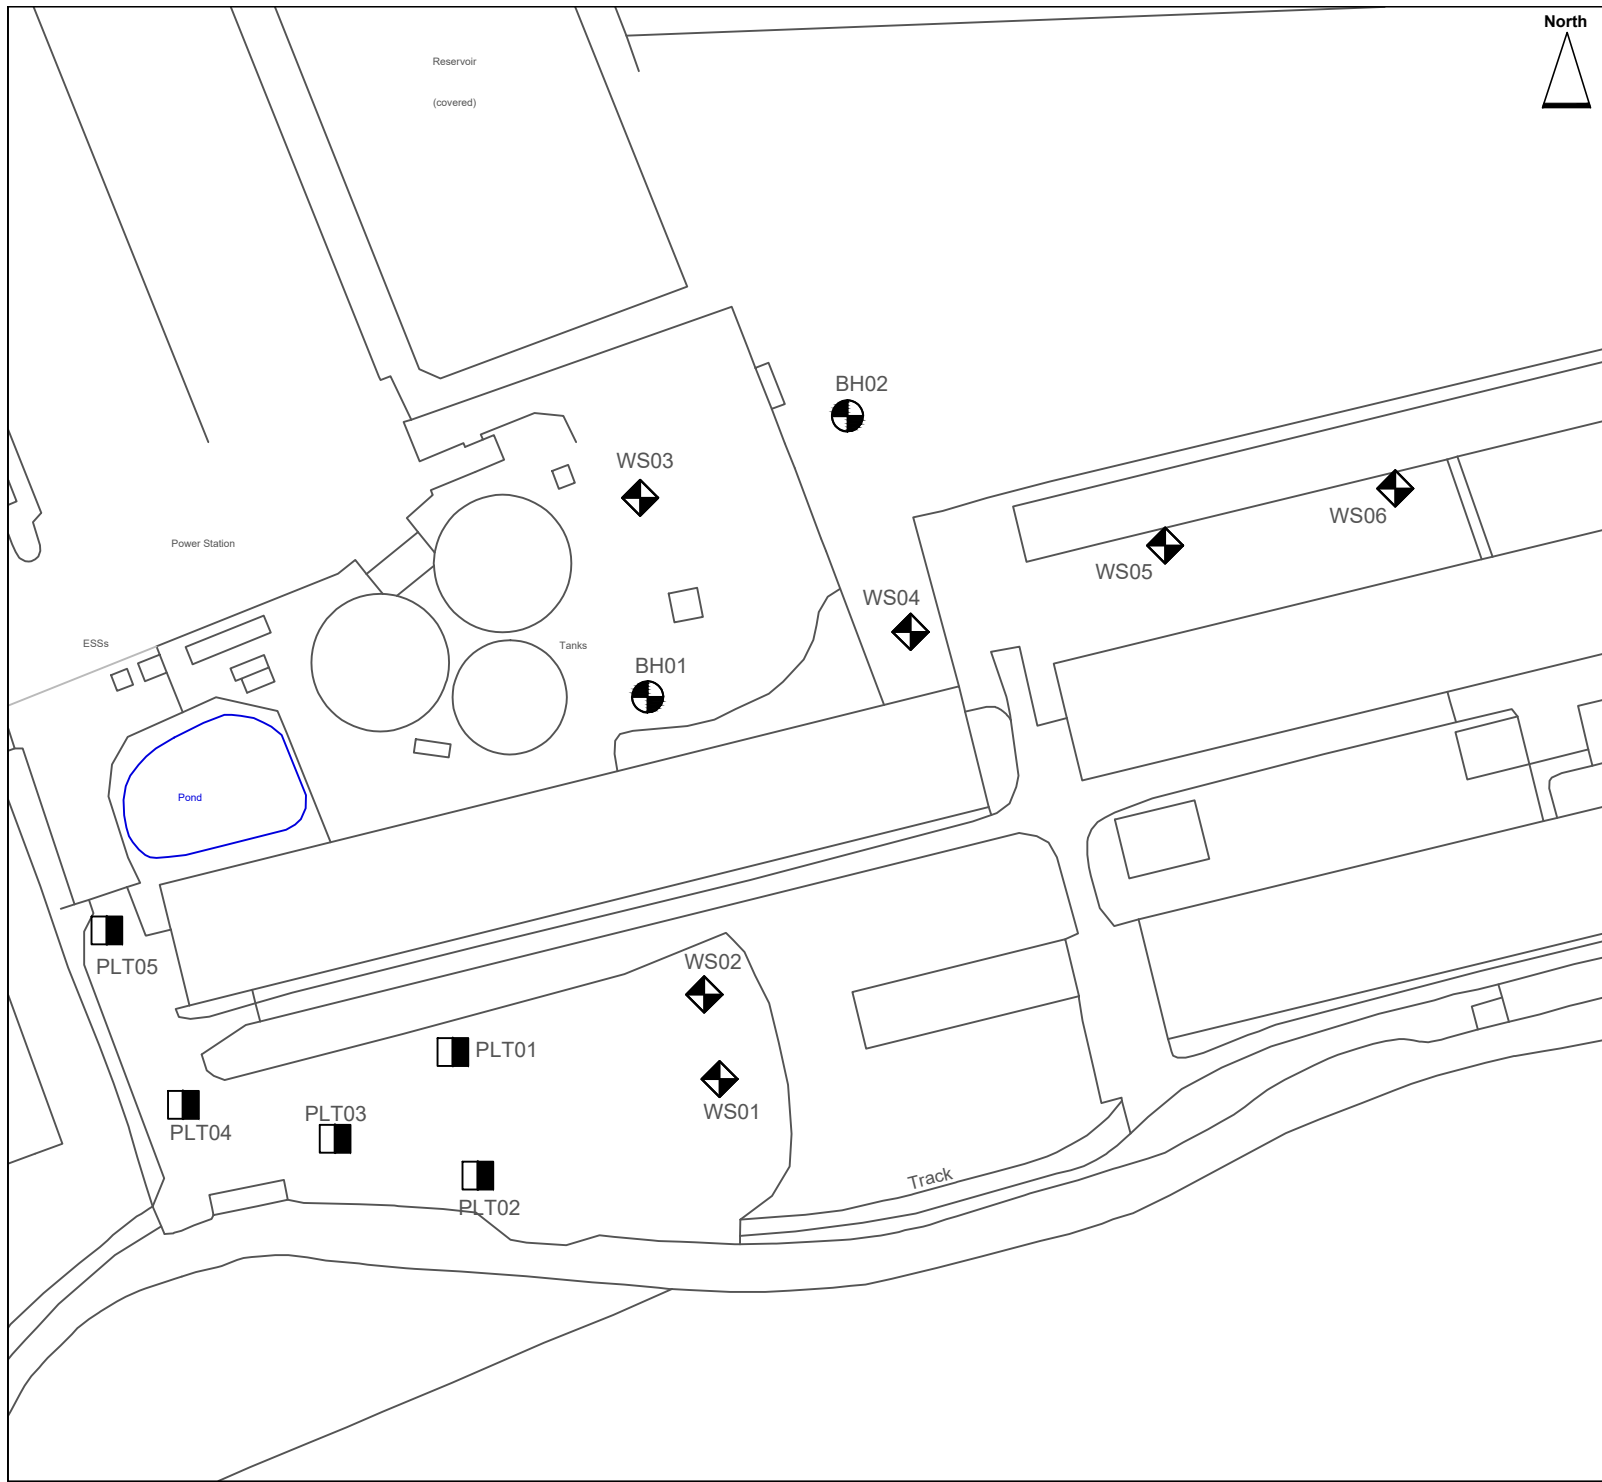 North
Reservoir
(covered)
BH02
WS03
WS06
Power Station
WS05
WS04
ESSs
Tanks
BH01
Pond
WS02
PLT05
PLT01
WS01
PLT03
PLT04
Track
PLT02